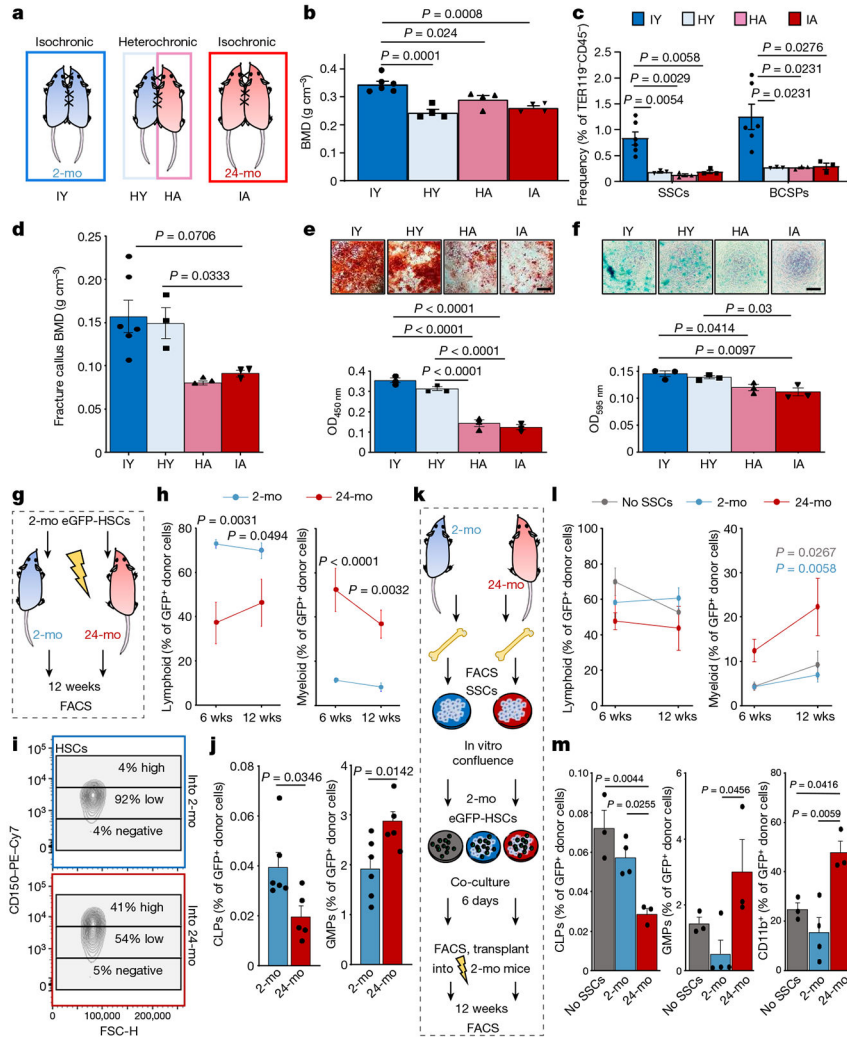 a
Isochronic
Heterochronic
Isochronic
2-mo
24-mo
IY
HY
HA
IA
b
P = 0.0008
P = 0.024
P = 0.0001
BMD (g cm⁻³)
0.5
0.4
0.3
0.2
0.1
0
IY
HY
HA
IA
c
IY
HY
HA
IA
Frequency (% of TER119⁻CD45⁻)
2.5
2.0
1.5
1.0
0.5
0
P = 0.0058
P = 0.0029
P = 0.0054
P = 0.0276
P = 0.0231
P = 0.0231
SSCs
BCSPs
d
Fracture callus BMD (g cm⁻³)
0.25
0.20
0.15
0.10
0.05
0
P = 0.0706
P = 0.0333
IY
HY
HA
IA
e
IY
HY
HA
IA
P < 0.0001
P < 0.0001
P < 0.0001
P < 0.0001
OD450 nm
0.4
0.3
0.2
0.1
0
IY
HY
HA
IA
f
IY
HY
HA
IA
P = 0.03
P = 0.0414
P = 0.0097
OD595 nm
0.15
0.10
0.05
0
IY
HY
HA
IA
g
2-mo eGFP-HSCs
2-mo
24-mo
12 weeks
FACS
h
2-mo
24-mo
Lymphoid (% of GFP⁺ donor cells)
80
60
40
20
0
P = 0.0031
P = 0.0494
6 wks
12 wks
Myeloid (% of GFP⁺ donor cells)
P < 0.0001
P = 0.0032
6 wks
12 wks
i
HSCs
CD150–PE–Cy7
10⁵
10⁴
10³
0
4% high
92% low
4% negative
Into 2-mo
10⁵
10⁴
10³
0
41% high
54% low
5% negative
Into 24-mo
0
100,000
200,000
FSC-H
j
CLPs (% of GFP⁺ donor cells)
0.08
0.06
0.04
0.02
0
P = 0.0346
2-mo
24-mo
GMPs (% of GFP⁺ donor cells)
4
3
2
1
0
P = 0.0142
2-mo
24-mo
k
2-mo
24-mo
FACS
SSCs
In vitro
confluence
2-mo
eGFP-HSCs
Co-culture
6 days
FACS, transplant
into
2-mo mice
12 weeks
FACS
l
No SSCs
2-mo
24-mo
Lymphoid (% of GFP⁺ donor cells)
100
80
60
40
20
0
6 wks
12 wks
Myeloid (% of GFP⁺ donor cells)
40
30
20
10
0
P = 0.0267
P = 0.0058
6 wks
12 wks
m
CLPs (% of GFP⁺ donor cells)
0.10
0.08
0.06
0.04
0.02
0
P = 0.0044
P = 0.0255
No SSCs
2-mo
24-mo
GMPs (% of GFP⁺ donor cells)
6
4
2
0
P = 0.0456
No SSCs
2-mo
24-mo
CD11b⁺ (% of GFP⁺ donor cells)
80
60
40
20
0
P = 0.0416
P = 0.0059
No SSCs
2-mo
24-mo